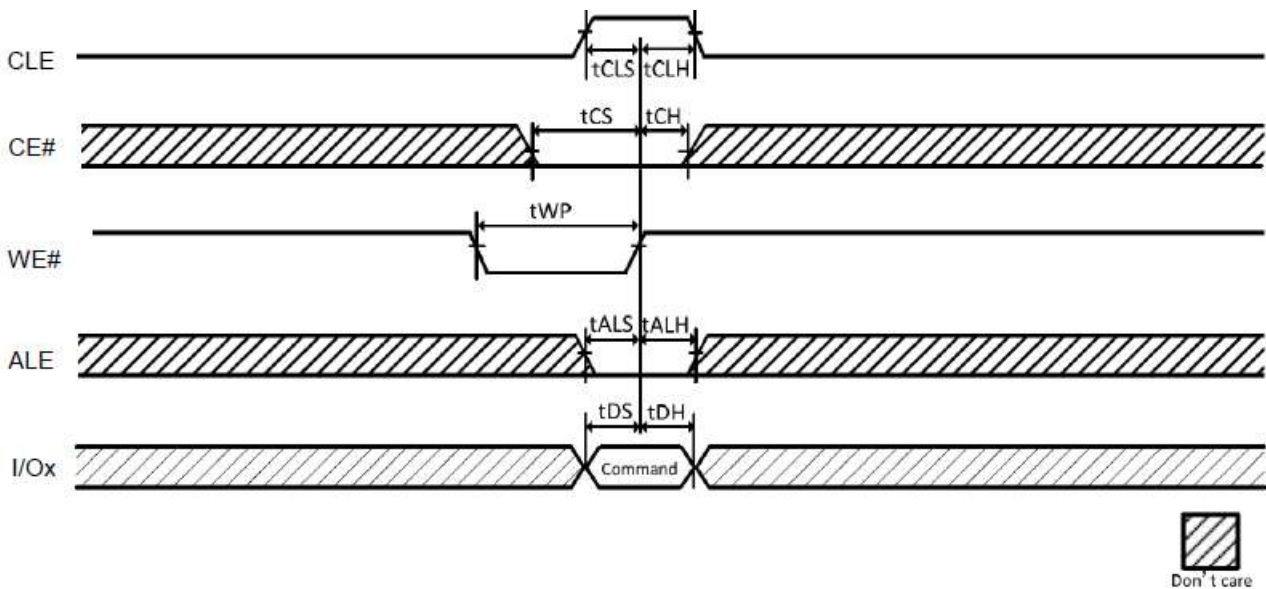 CLE
tCLS tCLH
CE#
tCS tCH
WE#
tWP
ALE
tALS tALH
I/Ox
tDS tDH
Command
Don't care